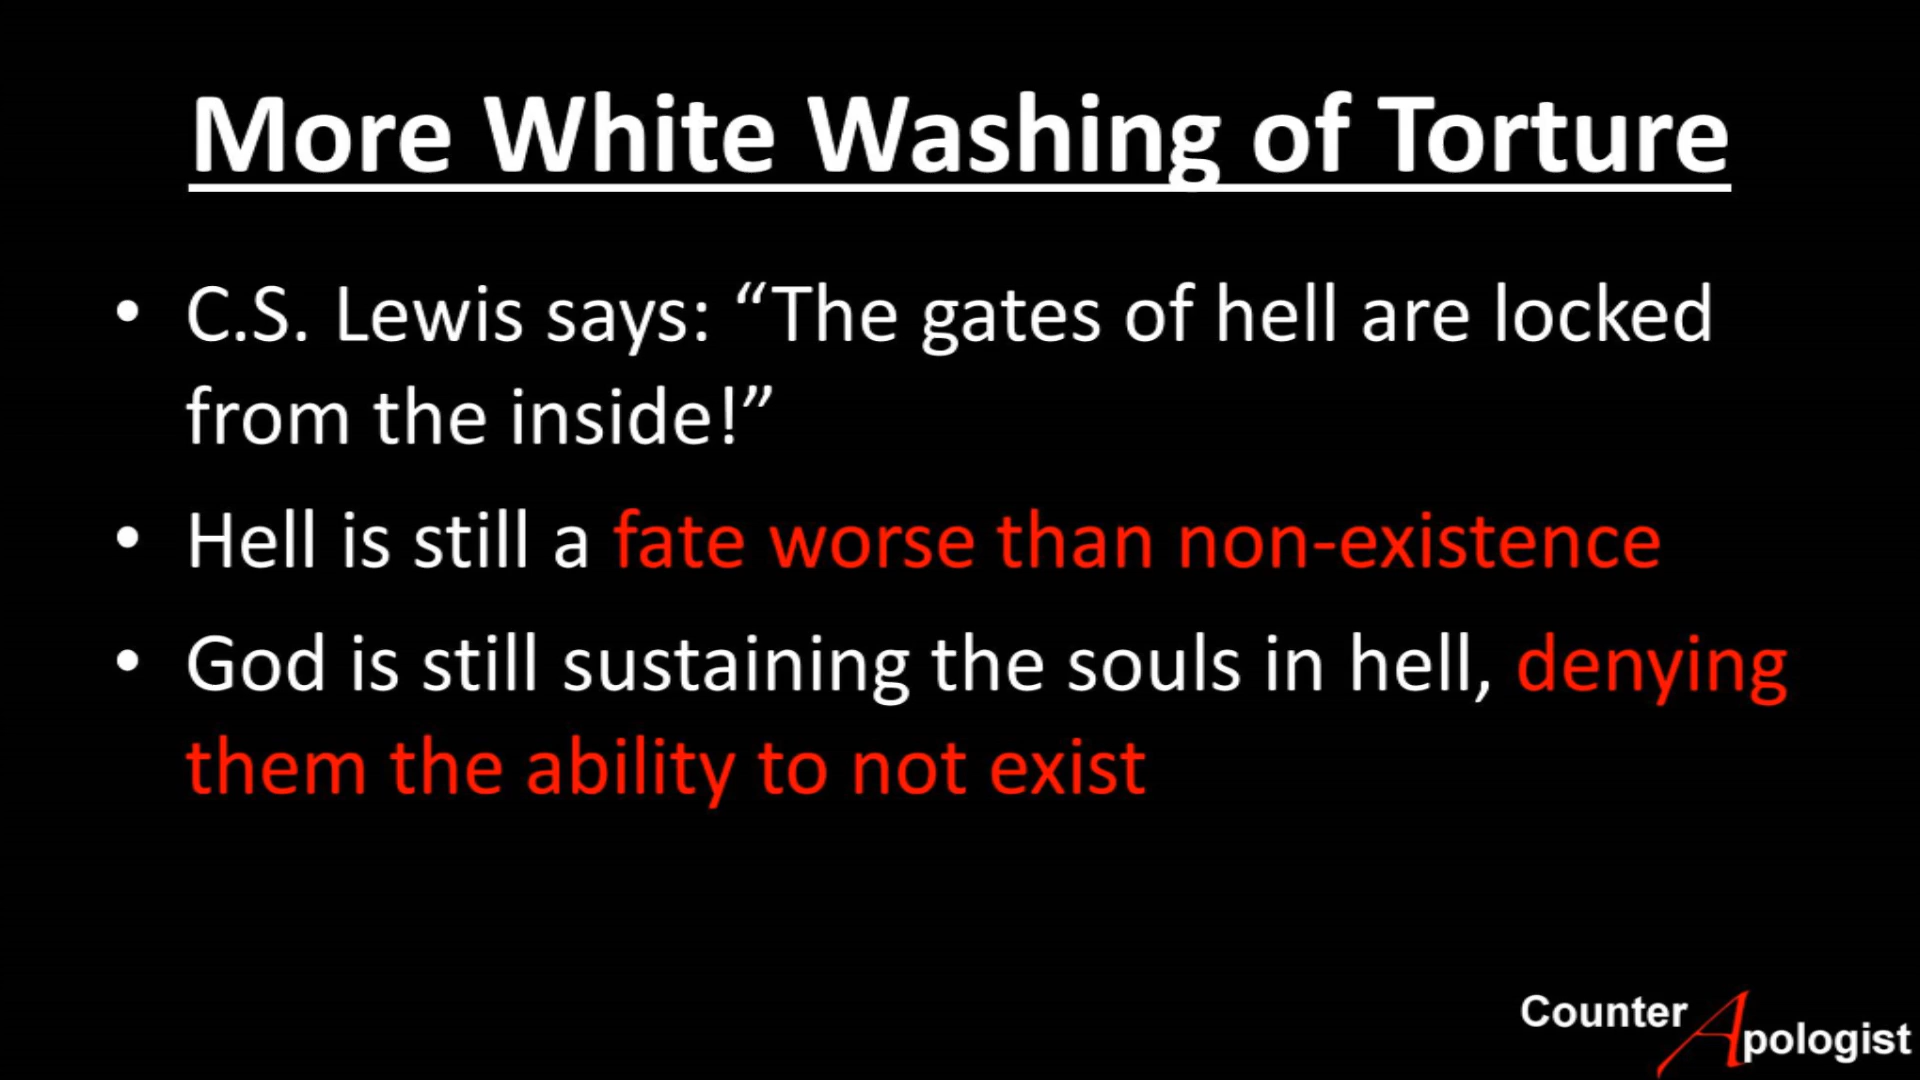 More White Washing of Torture
• C.S. Lewis says: “The gates of hell are locked
from the inside!”
• Hell is still a fate worse than non-existence
• God is still sustaining the souls in hell, denying
them the ability to not exist
Counter Apologist